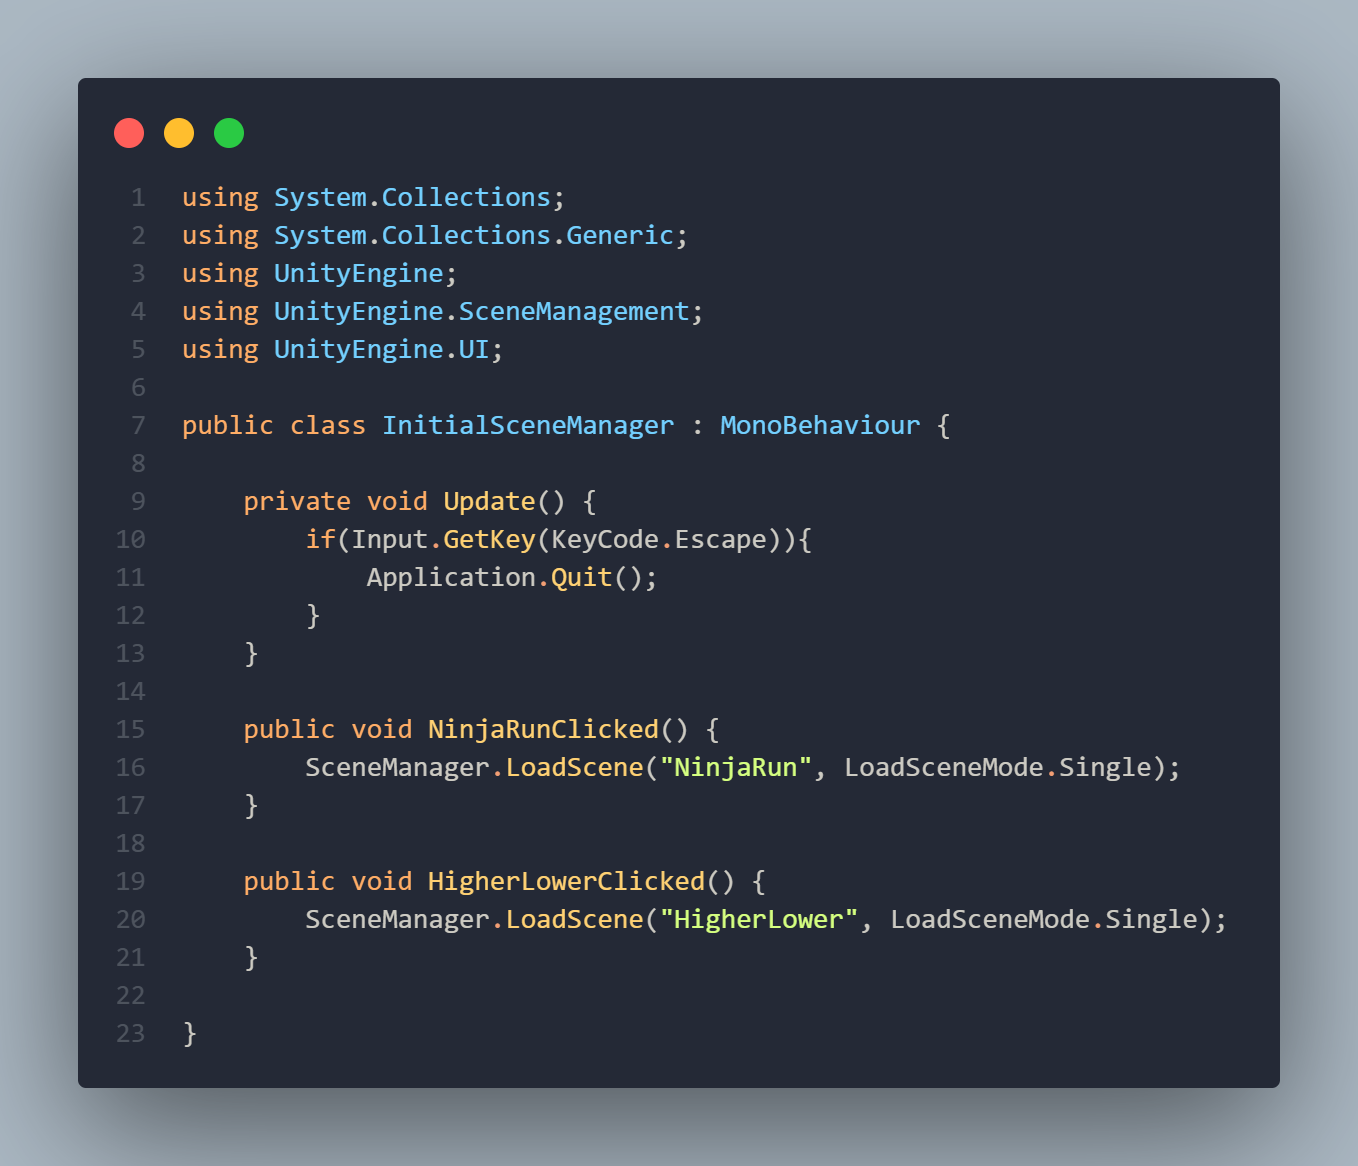 1 using System.Collections;
2 using System.Collections.Generic;
3 using UnityEngine;
4 using UnityEngine.SceneManagement;
5 using UnityEngine.UI;
6
7 public class InitialSceneManager : MonoBehaviour {
8
9     private void Update() {
10         if(Input.GetKey(KeyCode.Escape)){
11             Application.Quit();
12         }
13     }
14
15     public void NinjaRunClicked() {
16         SceneManager.LoadScene("NinjaRun", LoadSceneMode.Single);
17     }
18
19     public void HigherLowerClicked() {
20         SceneManager.LoadScene("HigherLower", LoadSceneMode.Single);
21     }
22
23 }